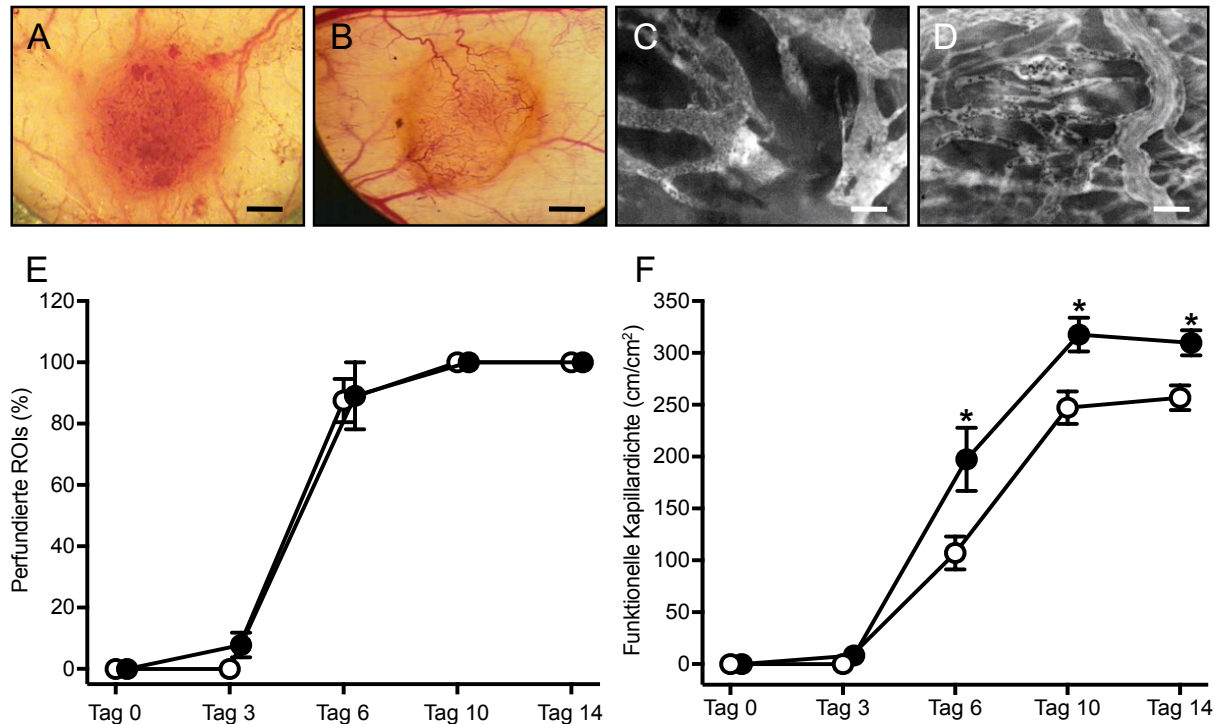 A
B
C
D
E
Perfundierte ROIs (%)
120
100
80
60
40
20
0
Tag 0 Tag 3 Tag 6 Tag 10 Tag 14
F
Funktionelle Kapillardichte (cm/cm²)
350
300
250
200
150
100
50
0
* * *
Tag 0 Tag 3 Tag 6 Tag 10 Tag 14